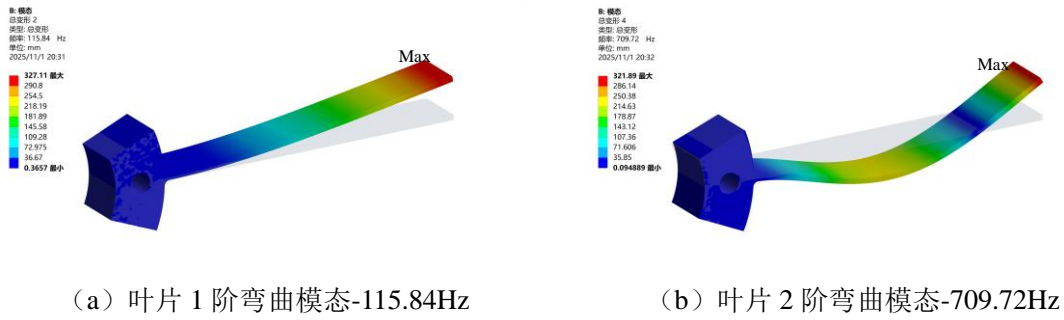 B: 模态
总变形 2
类型: 总变形
频率: 115.84 Hz
单位: mm
2025/11/1 20:31
327.11 最大
290.8
254.5
218.19
181.89
145.58
109.28
72.975
36.67
0.3657 最小
Max
B: 模态
总变形 4
类型: 总变形
频率: 709.72 Hz
单位: mm
2025/11/1 20:32
321.89 最大
286.14
250.38
214.63
178.87
143.12
107.36
71.606
35.85
0.094889 最小
Max
（a）叶片 1 阶弯曲模态-115.84Hz
（b）叶片 2 阶弯曲模态-709.72Hz